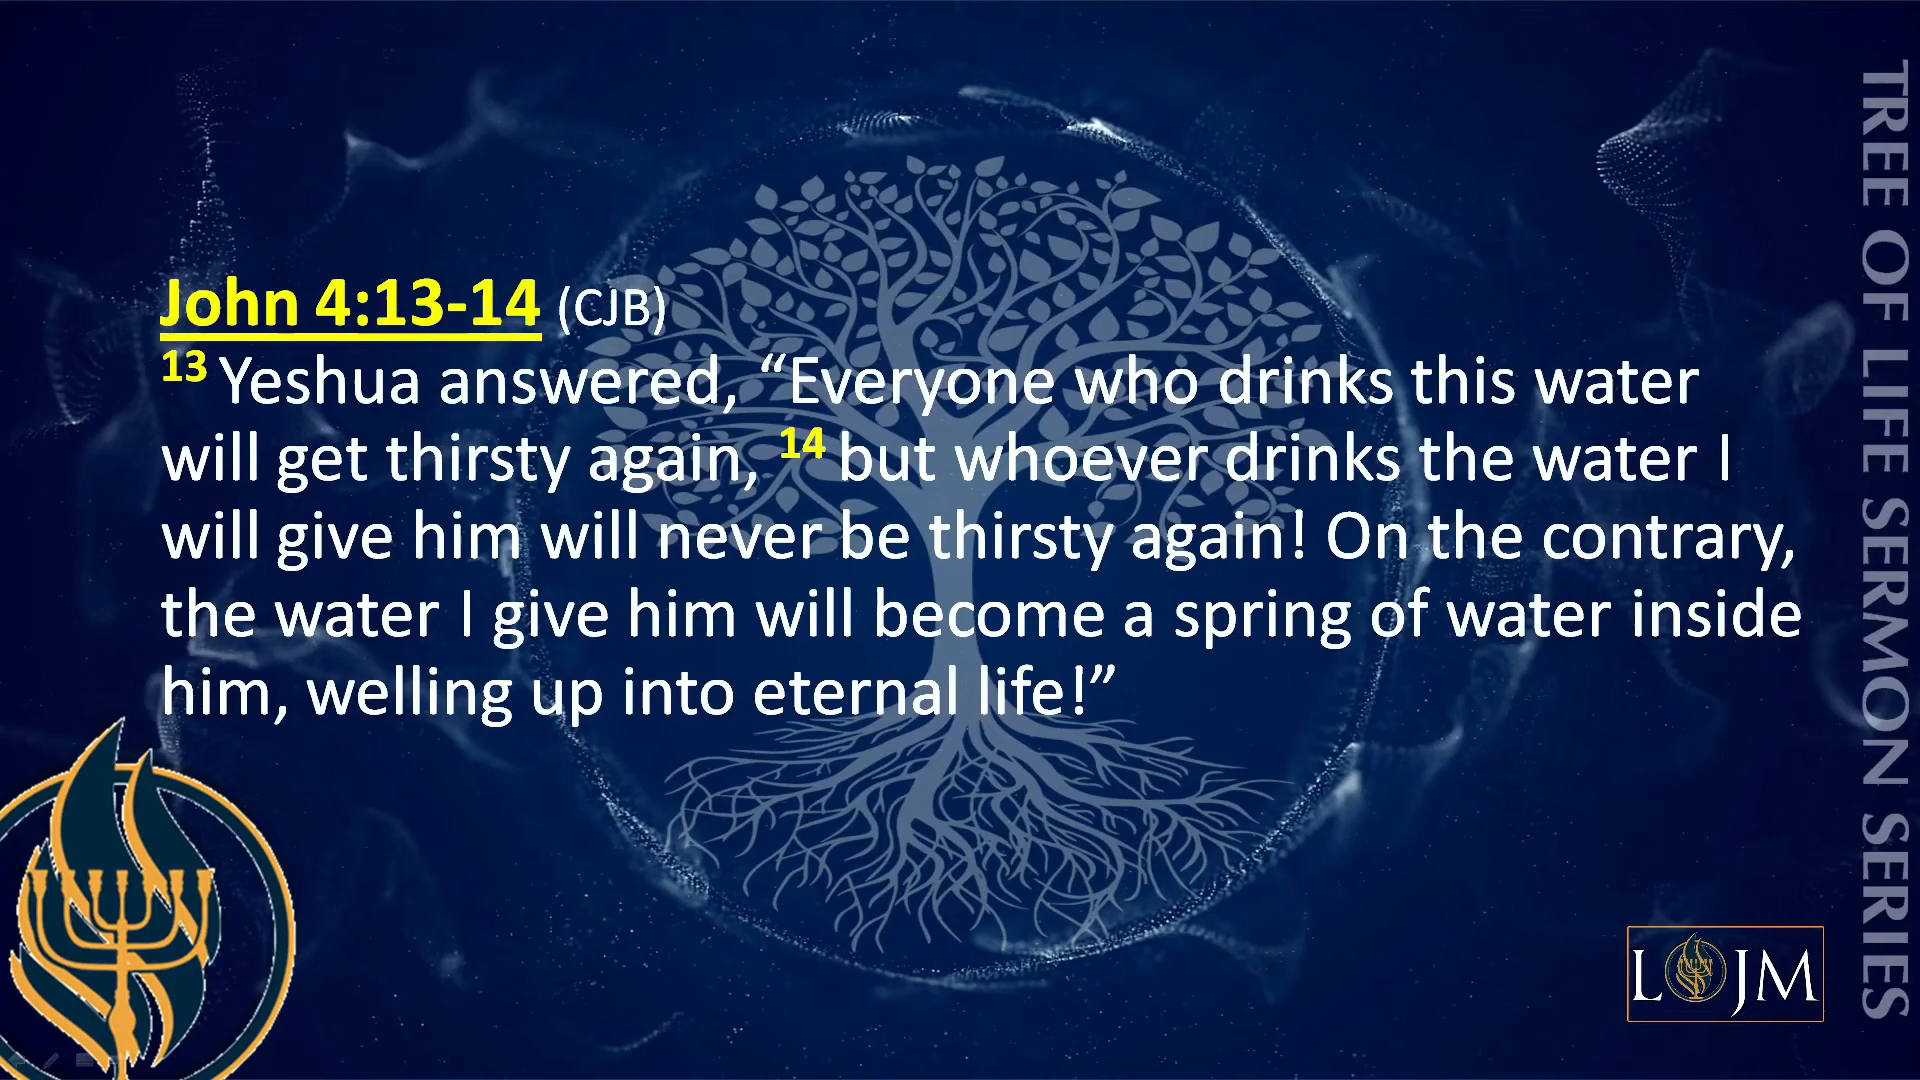 John 4:13-14 (CJB)
13 Yeshua answered, “Everyone who drinks this water
will get thirsty again, 14 but whoever drinks the water I
will give him will never be thirsty again! On the contrary,
the water I give him will become a spring of water inside
him, welling up into eternal life!”
TREE OF LIFE SERMON SERIES
L JM